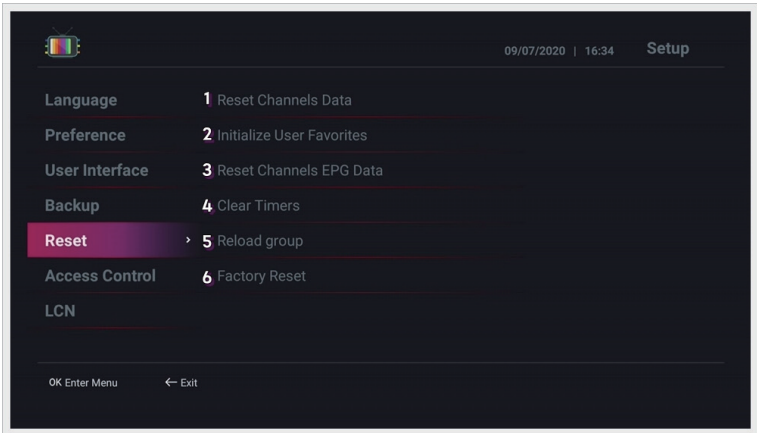 09/07/2020 | 16:34 Setup
Language
Preference
User Interface
Backup
Reset ›
Access Control
LCN
1 Reset Channels Data
2 Initialize User Favorites
3 Reset Channels EPG Data
4 Clear Timers
5 Reload group
6 Factory Reset
OK Enter Menu ← Exit